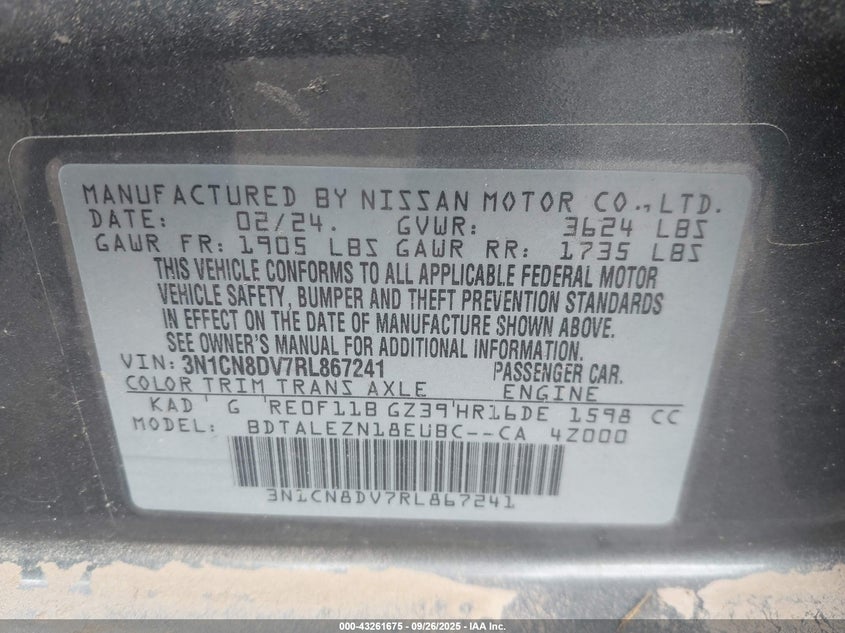 MANUFACTURED BY NISSAN MOTOR CO., LTD.
DATE: 02/24. GVWR: 3624 LBS
GAWR FR: 1905 LBS GAWR RR: 1735 LBS
THIS VEHICLE CONFORMS TO ALL APPLICABLE FEDERAL MOTOR
VEHICLE SAFETY, BUMPER AND THEFT PREVENTION STANDARDS
IN EFFECT ON THE DATE OF MANUFACTURE SHOWN ABOVE.
SEE OWNER'S MANUAL FOR ADDITIONAL INFORMATION.
VIN: 3N1CN8DV7RL867241 PASSENGER CAR.
COLOR TRIM TRANS AXLE ENGINE
KAD G RE0F11B GZ39 HR16DE 1598 CC
MODEL: BDTALEZN18EUBC--CA 4Z000
3N1CN8DV7RL867241
000-43261675 - 09/26/2025 - IAA Inc.